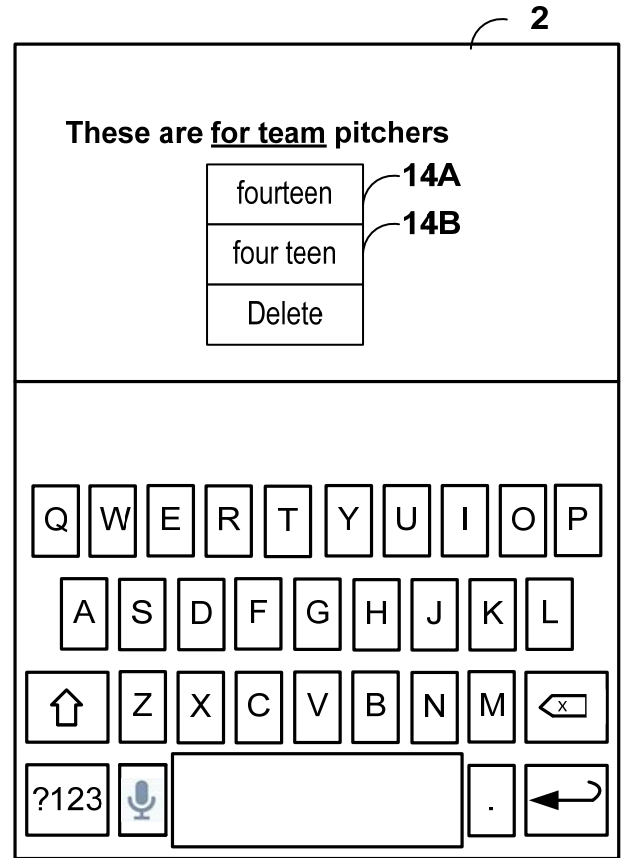 2
These are for team pitchers
fourteen
14A
four teen
14B
Delete
Q W E R T Y U I O P
A S D F G H J K L
Z X C V B N M X
?123 .